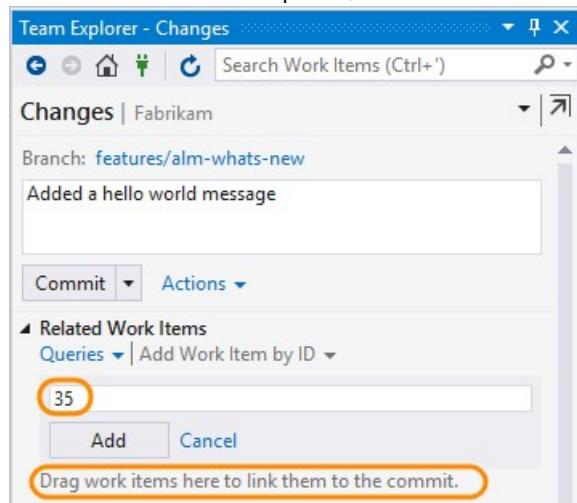 Team Explorer - Changes
Search Work Items (Ctrl+')
Changes | Fabrikam
Branch: features/alm-whats-new
Added a hello world message
Commit Actions
Related Work Items
Queries | Add Work Item by ID
35
Add Cancel
Drag work items here to link them to the commit.